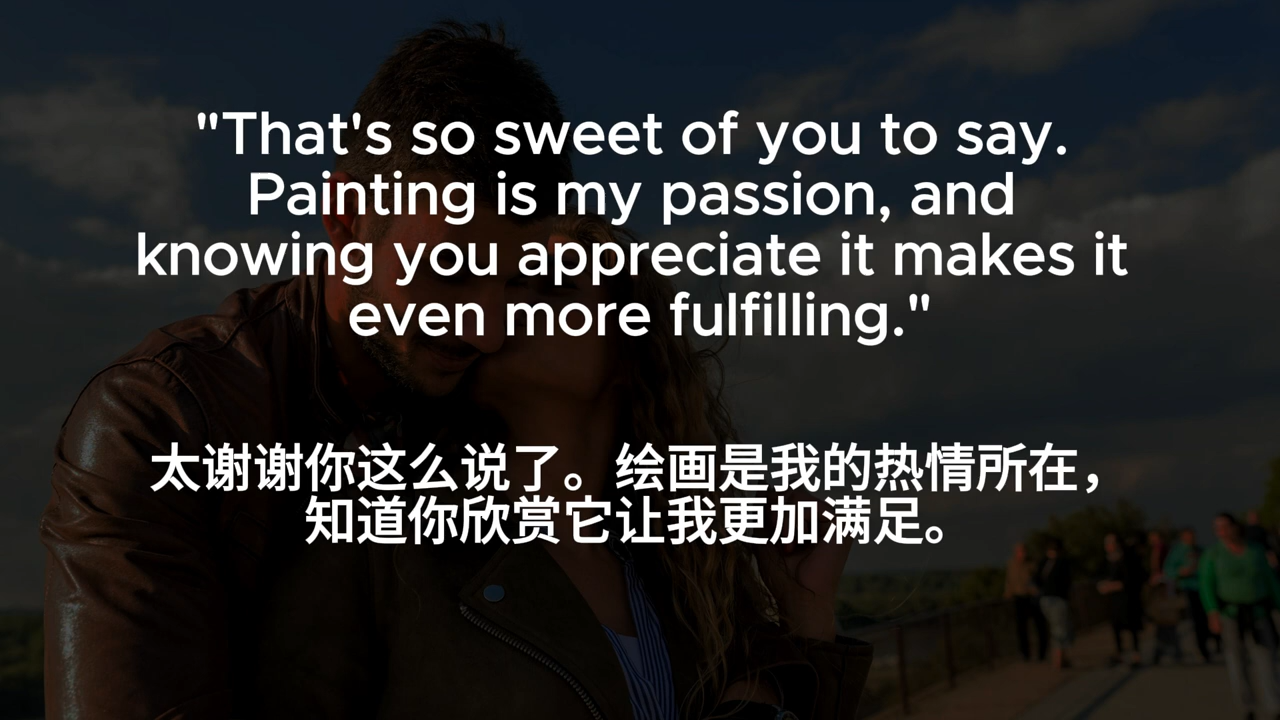 "That's so sweet of you to say.
Painting is my passion, and
knowing you appreciate it makes it
even more fulfilling."
太谢谢你这么说了。绘画是我的热情所在，
知道你欣赏它让我更加满足。